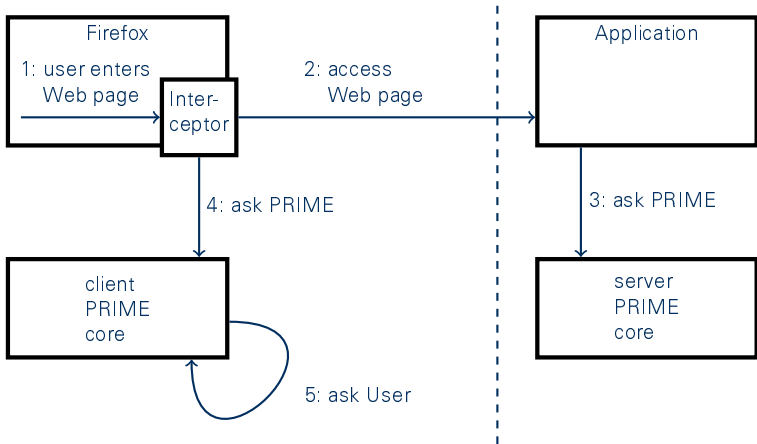 Firefox
1: user enters
Web page
Inter-
ceptor
2: access
Web page
Application
4: ask PRIME
3: ask PRIME
client
PRIME
core
server
PRIME
core
5: ask User